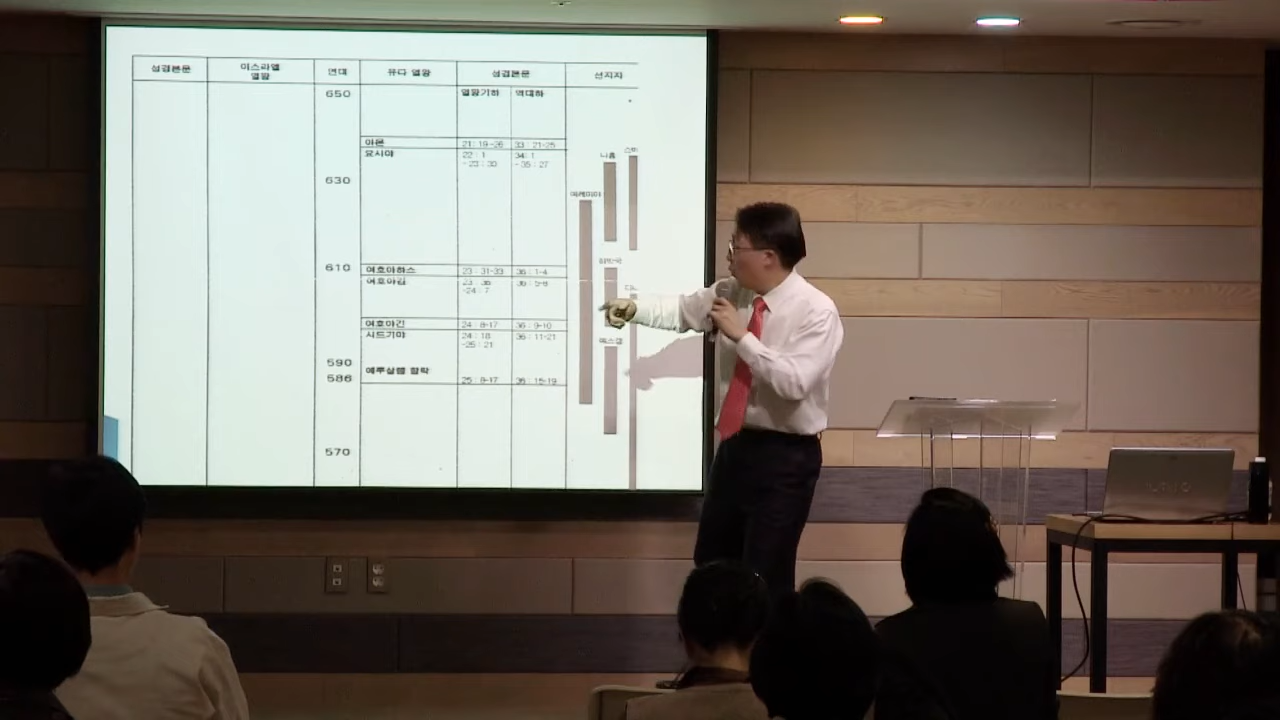 성경본문 이스라엘 연대 유다 열왕 성경본문 선지자
열왕
650 열왕기하 역대하
아몬 21:19-26 33:21-25
요시야 22:1 34:1
-23:30 -35:27
나훔
630
예레미야
하박국
610 여호아하스 23:31-33 36:1-4
여호야김 23:36 36:5-8
-24:7
여호야긴 24:8-17 36:9-10
시드기야 24:18 36:11-21
-25:21
에스겔
590
예루살렘 함락
586 25:8-17 36:15-19
570
VAIO